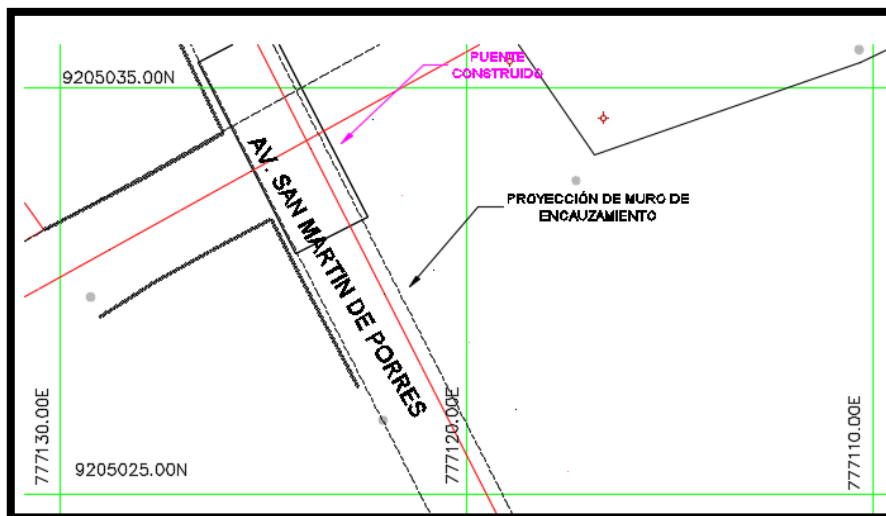 PUENTE
CONSTRUIDO
9205035.00N
AV. SAN MARTIN DE PORRES
PROYECCIÓN DE MURO DE
ENCAUZAMIENTO
777130.00E
777120.00E
777110.00E
9205025.00N